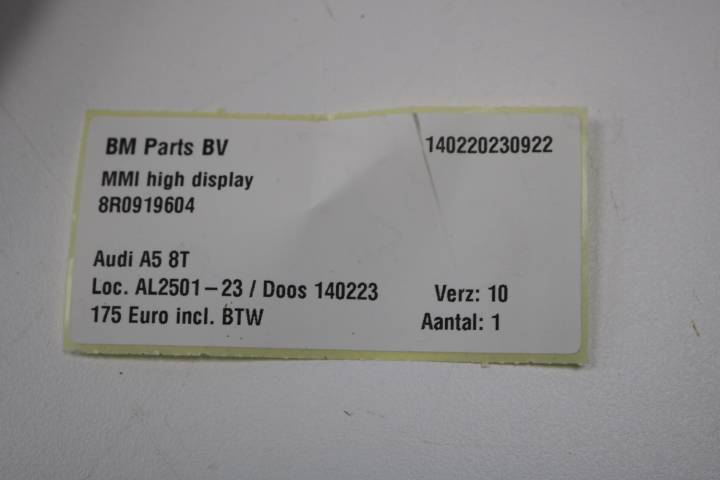 BM Parts BV 140220230922
MMI high display
8R0919604
Audi A5 8T
Loc. AL2501-23 / Doos 140223 Verz: 10
175 Euro incl. BTW Aantal: 1